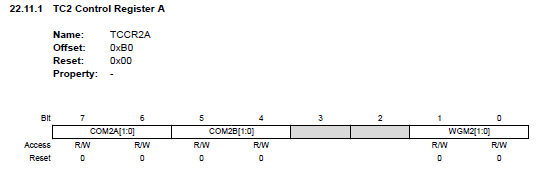 22.11.1 TC2 Control Register A
Name: TCCR2A
Offset: 0xB0
Reset: 0x00
Property: -
Bit 7 6 5 4 3 2 1 0
COM2A[1:0] COM2B[1:0] WGM2[1:0]
Access R/W R/W R/W R/W R/W R/W
Reset 0 0 0 0 0 0